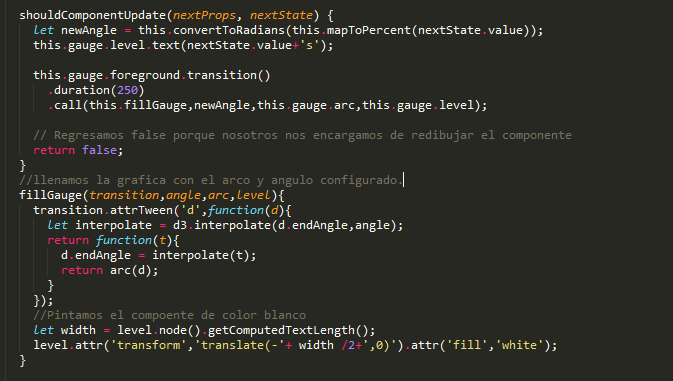 shouldComponentUpdate(nextProps, nextState) {
let newAngle = this.convertToRadians(this.mapToPercent(nextState.value));
this.gauge.level.text(nextState.value+'s');
this.gauge.foreground.transition()
.duration(250)
.call(this.fillGauge,newAngle,this.gauge.arc,this.gauge.level);
// Regresamos false porque nosotros nos encargamos de redibujar el componente
return false;
}
//llenamos la grafica con el arco y angulo configurado.
fillGauge(transition,angle,arc,level){
transition.attrTween('d',function(d){
let interpolate = d3.interpolate(d.endAngle,angle);
return function(t){
d.endAngle = interpolate(t);
return arc(d);
}
});
//Pintamos el compoente de color blanco
let width = level.node().getComputedTextLength();
level.attr('transform','translate(-'+ width /2+',0)').attr('fill','white');
}